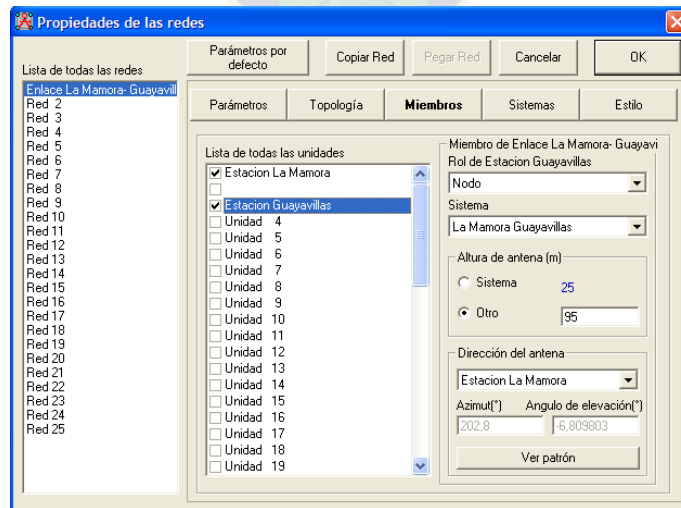 Propiedades de las redes
Parámetros por defecto
Copiar Red
Pegar Red
Cancelar
OK
Lista de todas las redes
Enlace La Mamora- Guayavill
Red 2
Red 3
Red 4
Red 5
Red 6
Red 7
Red 8
Red 9
Red 10
Red 11
Red 12
Red 13
Red 14
Red 15
Red 16
Red 17
Red 18
Red 19
Red 20
Red 21
Red 22
Red 23
Red 24
Red 25
Parámetros
Topología
Miembros
Sistemas
Estilo
Lista de todas las unidades
Estacion La Mamora
Estacion Guayavillas
Unidad 4
Unidad 5
Unidad 6
Unidad 7
Unidad 8
Unidad 9
Unidad 10
Unidad 11
Unidad 12
Unidad 13
Unidad 14
Unidad 15
Unidad 16
Unidad 17
Unidad 18
Unidad 19
Miembro de Enlace La Mamora- Guayavi
Rol de Estacion Guayavillas
Nodo
Sistema
La Mamora Guayavillas
Altura de antena (m)
Sistema 25
Otro 95
Dirección del antena
Estacion La Mamora
Azimut(°) Angulo de elevación(°)
202,8 -6,809803
Ver patrón